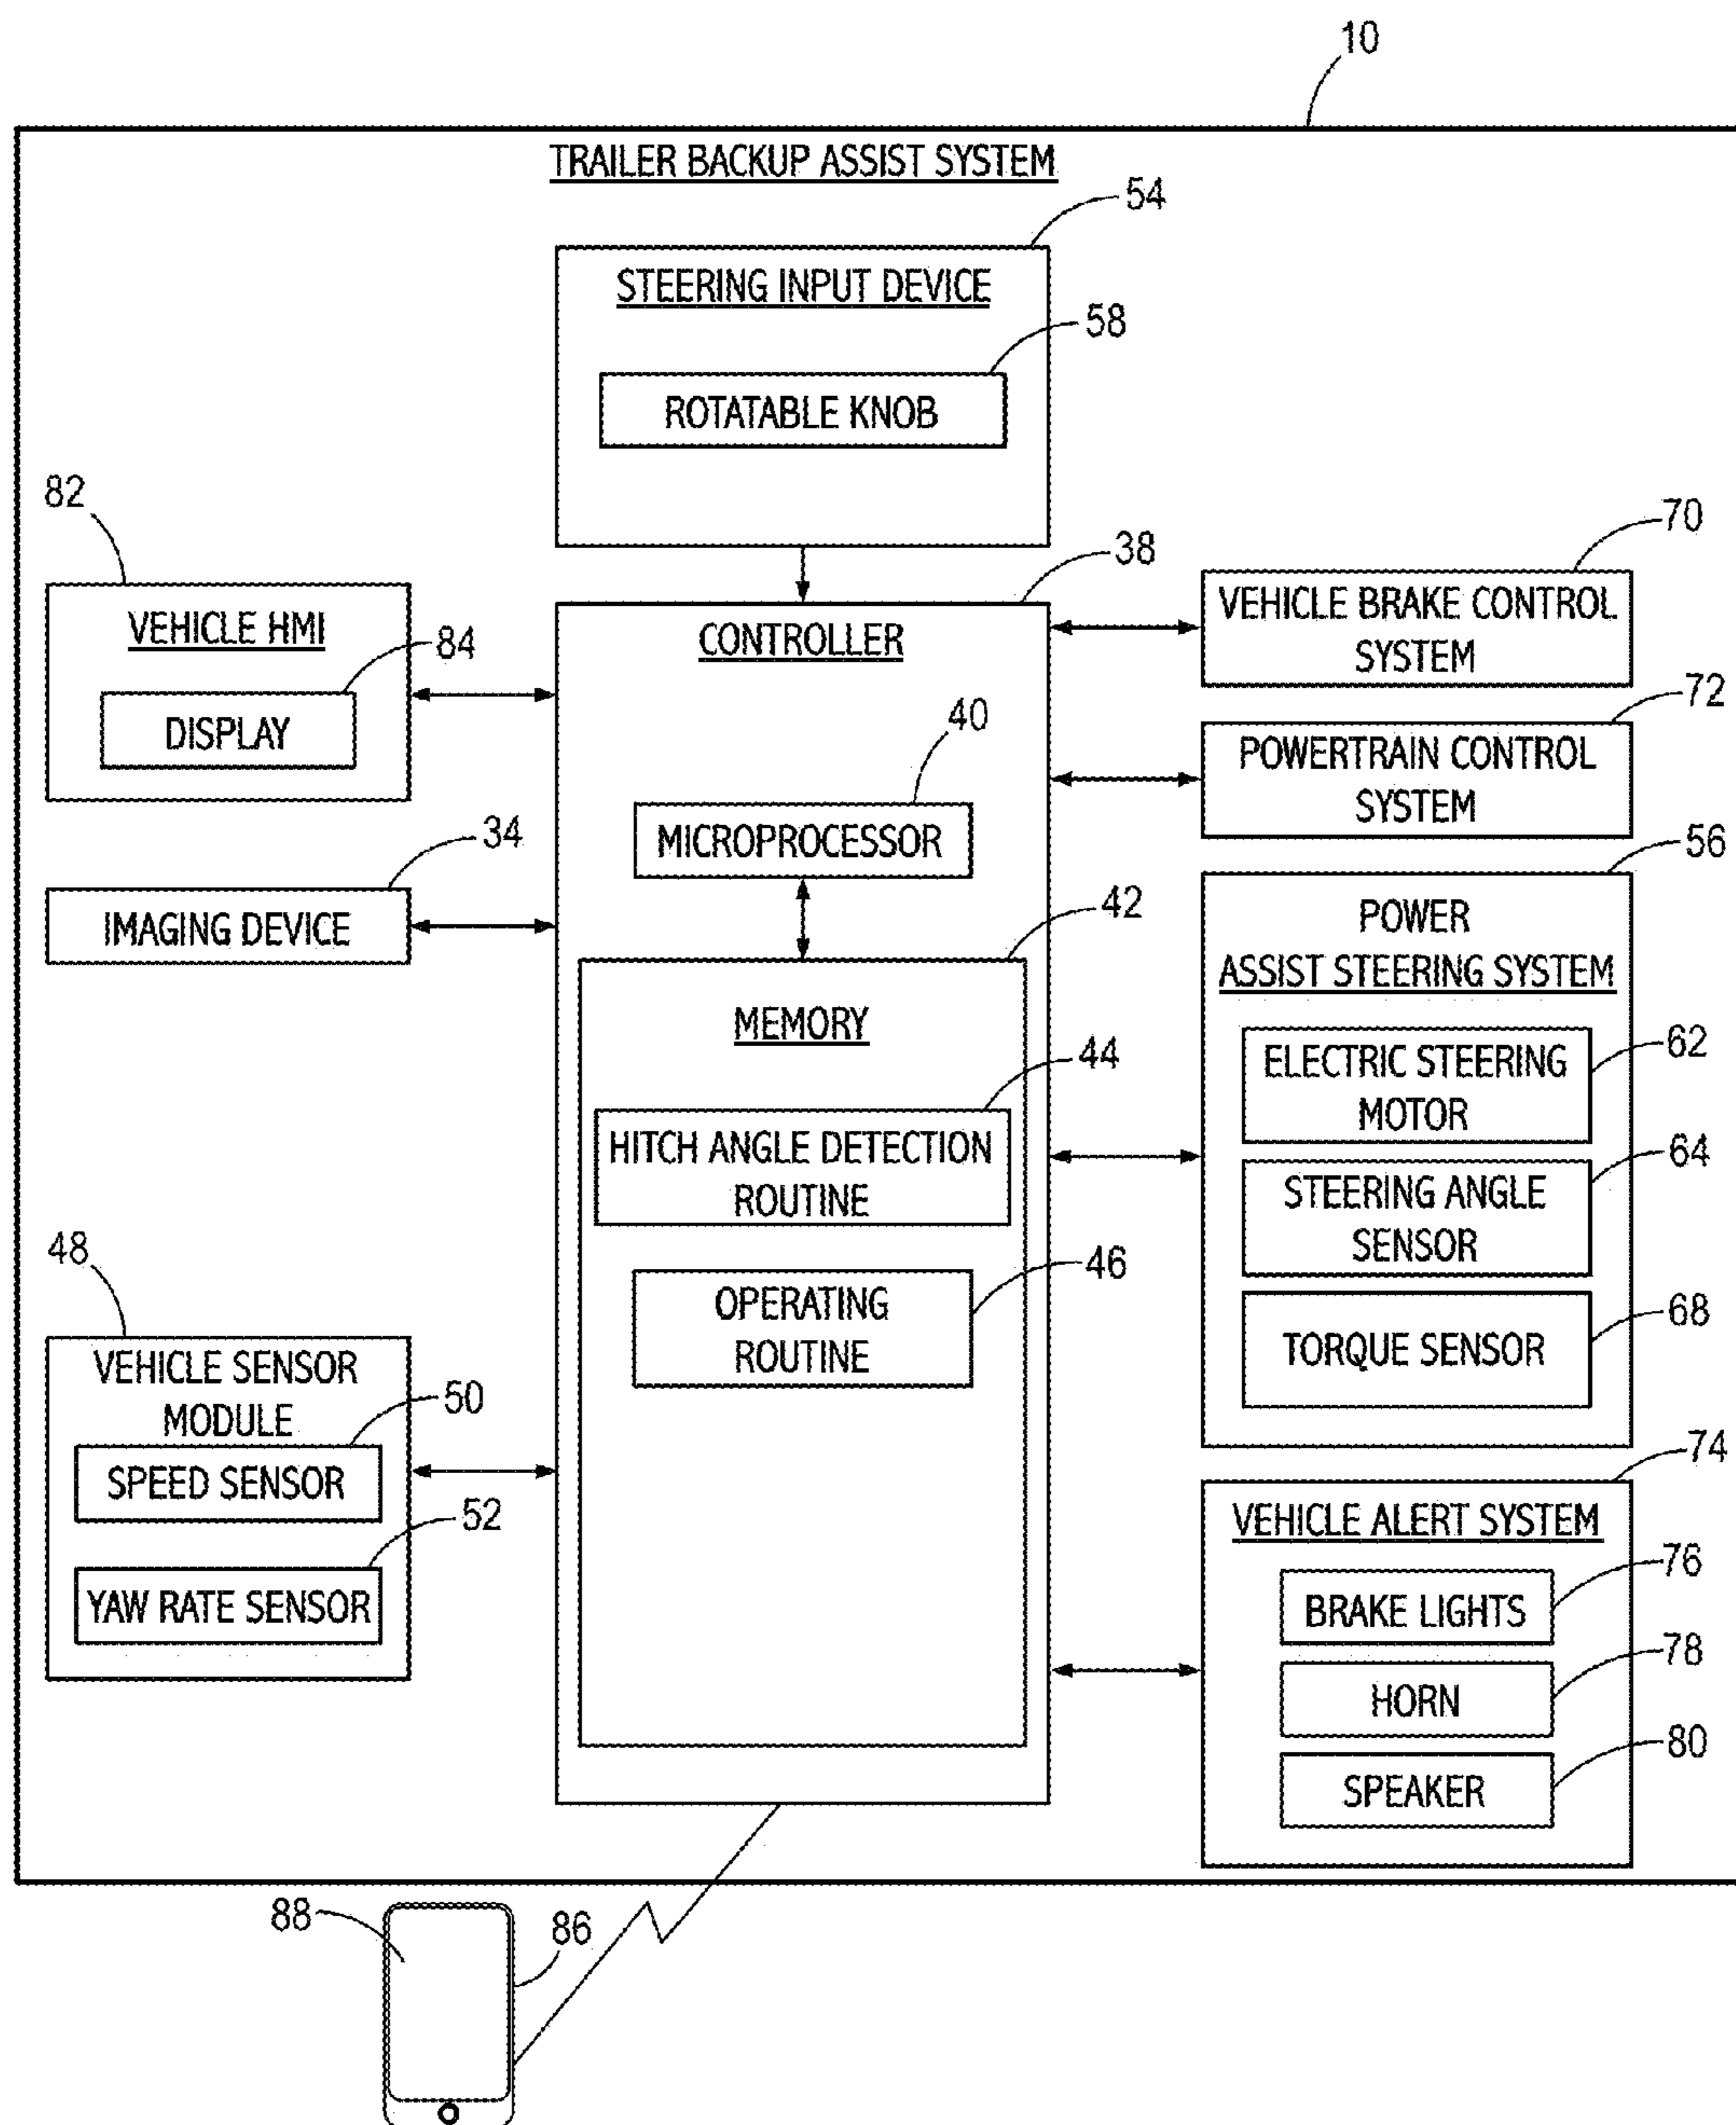 10
TRAILER BACKUP ASSIST SYSTEM
54
STEERING INPUT DEVICE
58
ROTATABLE KNOB
82
VEHICLE HMI
84
DISPLAY
34
IMAGING DEVICE
48
VEHICLE SENSOR
MODULE
50
SPEED SENSOR
52
YAW RATE SENSOR
38
CONTROLLER
40
MICROPROCESSOR
42
MEMORY
44
HITCH ANGLE DETECTION
ROUTINE
46
OPERATING
ROUTINE
70
VEHICLE BRAKE CONTROL
SYSTEM
72
POWERTRAIN CONTROL
SYSTEM
56
POWER
ASSIST STEERING SYSTEM
62
ELECTRIC STEERING
MOTOR
64
STEERING ANGLE
SENSOR
68
TORQUE SENSOR
74
VEHICLE ALERT SYSTEM
76
BRAKE LIGHTS
78
HORN
80
SPEAKER
88
86